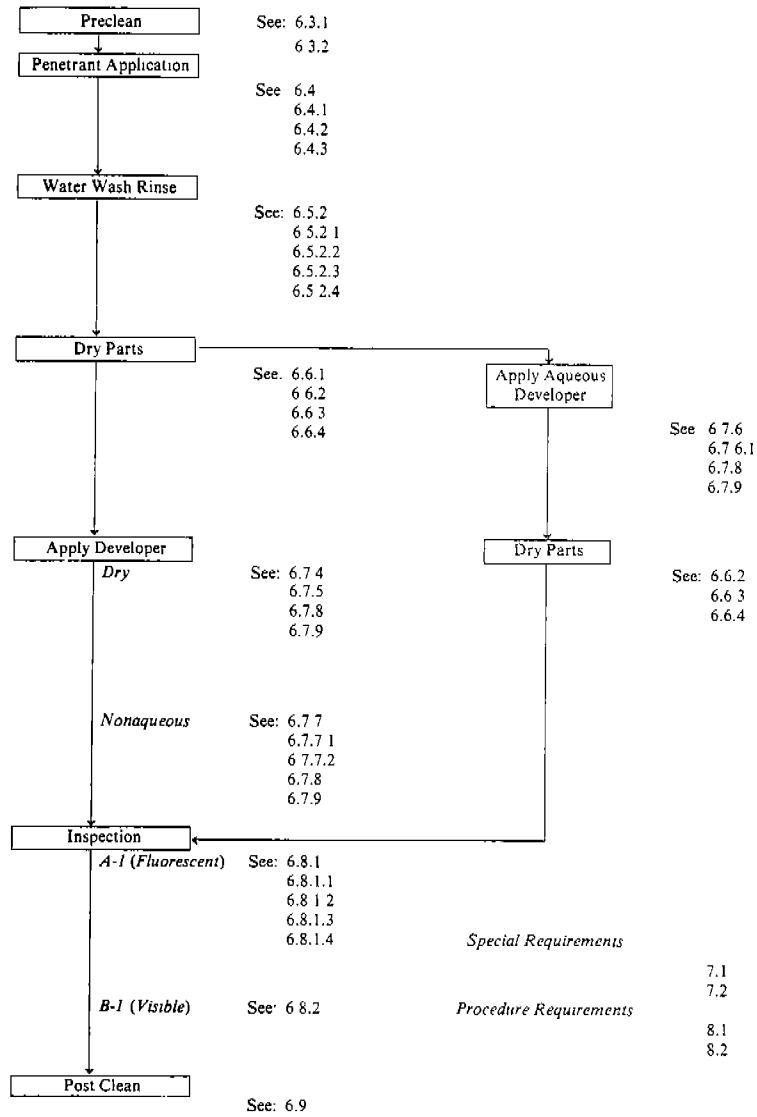 Preclean
See: 6.3.1
6 3.2
Penetrant Application
See 6.4
6.4.1
6.4.2
6.4.3
Water Wash Rinse
See: 6.5.2
6 5.2 1
6.5.2.2
6.5.2.3
6.5 2.4
Dry Parts
See. 6.6.1
6 6.2
6.6 3
6.6.4
Apply Aqueous
Developer
See 6 7.6
6.7 6.1
6.7.8
6.7.9
Apply Developer
Dry
See: 6.7 4
6.7.5
6.7.8
6.7.9
Dry Parts
See: 6.6.2
6.6 3
6.6.4
Nonaqueous
See: 6.7 7
6.7.7 1
6 7.7.2
6.7.8
6.7.9
Inspection
A-1 (Fluorescent)
See: 6.8.1
6.8.1.1
6.8 1 2
6.8.1.3
6.8.1.4
Special Requirements
7.1
7.2
B-1 (Visible)
See· 6 8.2
Procedure Requirements
8.1
8.2
Post Clean
See: 6.9